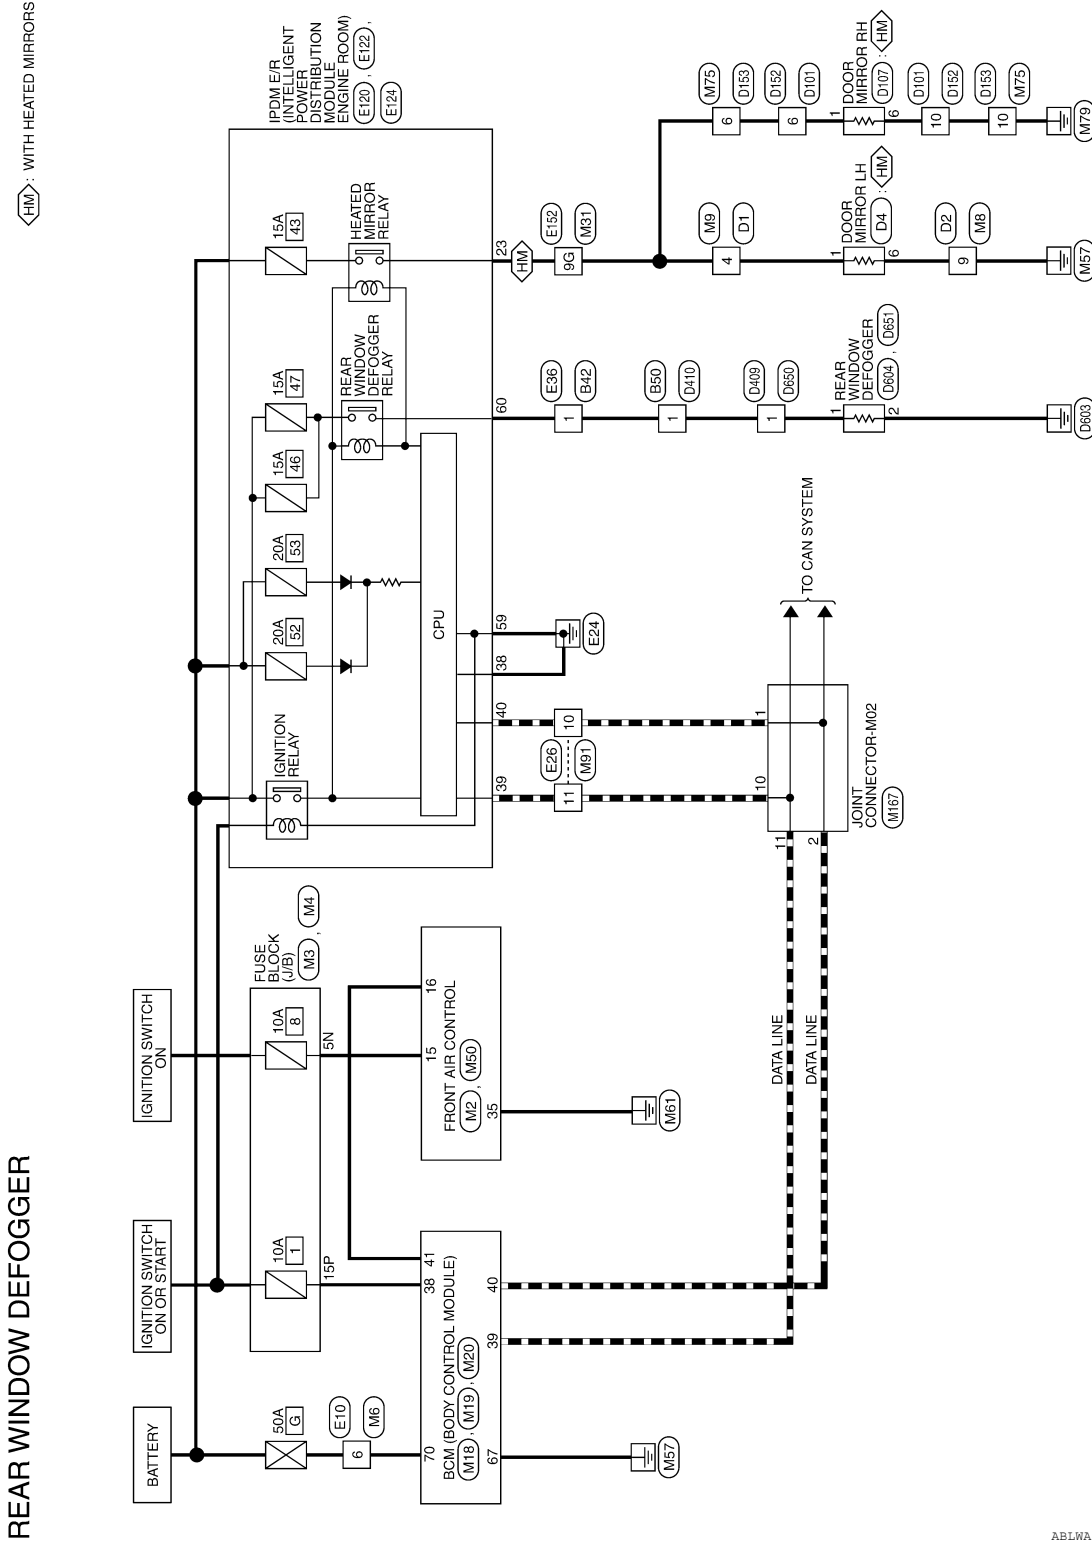 REAR WINDOW DEFOGGER
HM : WITH HEATED MIRRORS
BATTERY
IGNITION SWITCH
ON OR START
IGNITION SWITCH
ON
50A
G
E10
M6
6
70
BCM (BODY CONTROL MODULE)
M18 , M19 , M20
67
M57
39
40
38
41
10A
1
15P
10A
8
5N
FUSE
BLOCK
(J/B)
M3 , M4
15
16
FRONT AIR CONTROL
M2 , M50
35
M61
DATA LINE
DATA LINE
IGNITION
RELAY
20A
52
20A
53
15A
46
15A
47
15A
43
REAR
WINDOW
DEFOGGER
RELAY
HEATED
MIRROR
RELAY
IPDM E/R
(INTELLIGENT
POWER
DISTRIBUTION
MODULE
ENGINE ROOM)
E120 , E122 ,
E124
CPU
39
40
38
59
60
23
E24
11
10
E26
M91
10
1
11
2
JOINT
CONNECTOR-M02
M167
TO CAN SYSTEM
E36
1
B42
B50
1
D410
D409
1
D650
1
REAR
WINDOW
DEFOGGER
D604 , D651
2
D603
HM
E152
9G
M31
M9
4
D1
1
DOOR
MIRROR LH
D4 : HM
6
D2
9
M8
M57
M75
6
D153
D152
6
D101
1
DOOR
MIRROR RH
D107 : HM
6
D101
10
D152
D153
10
M75
M79
ABLWA